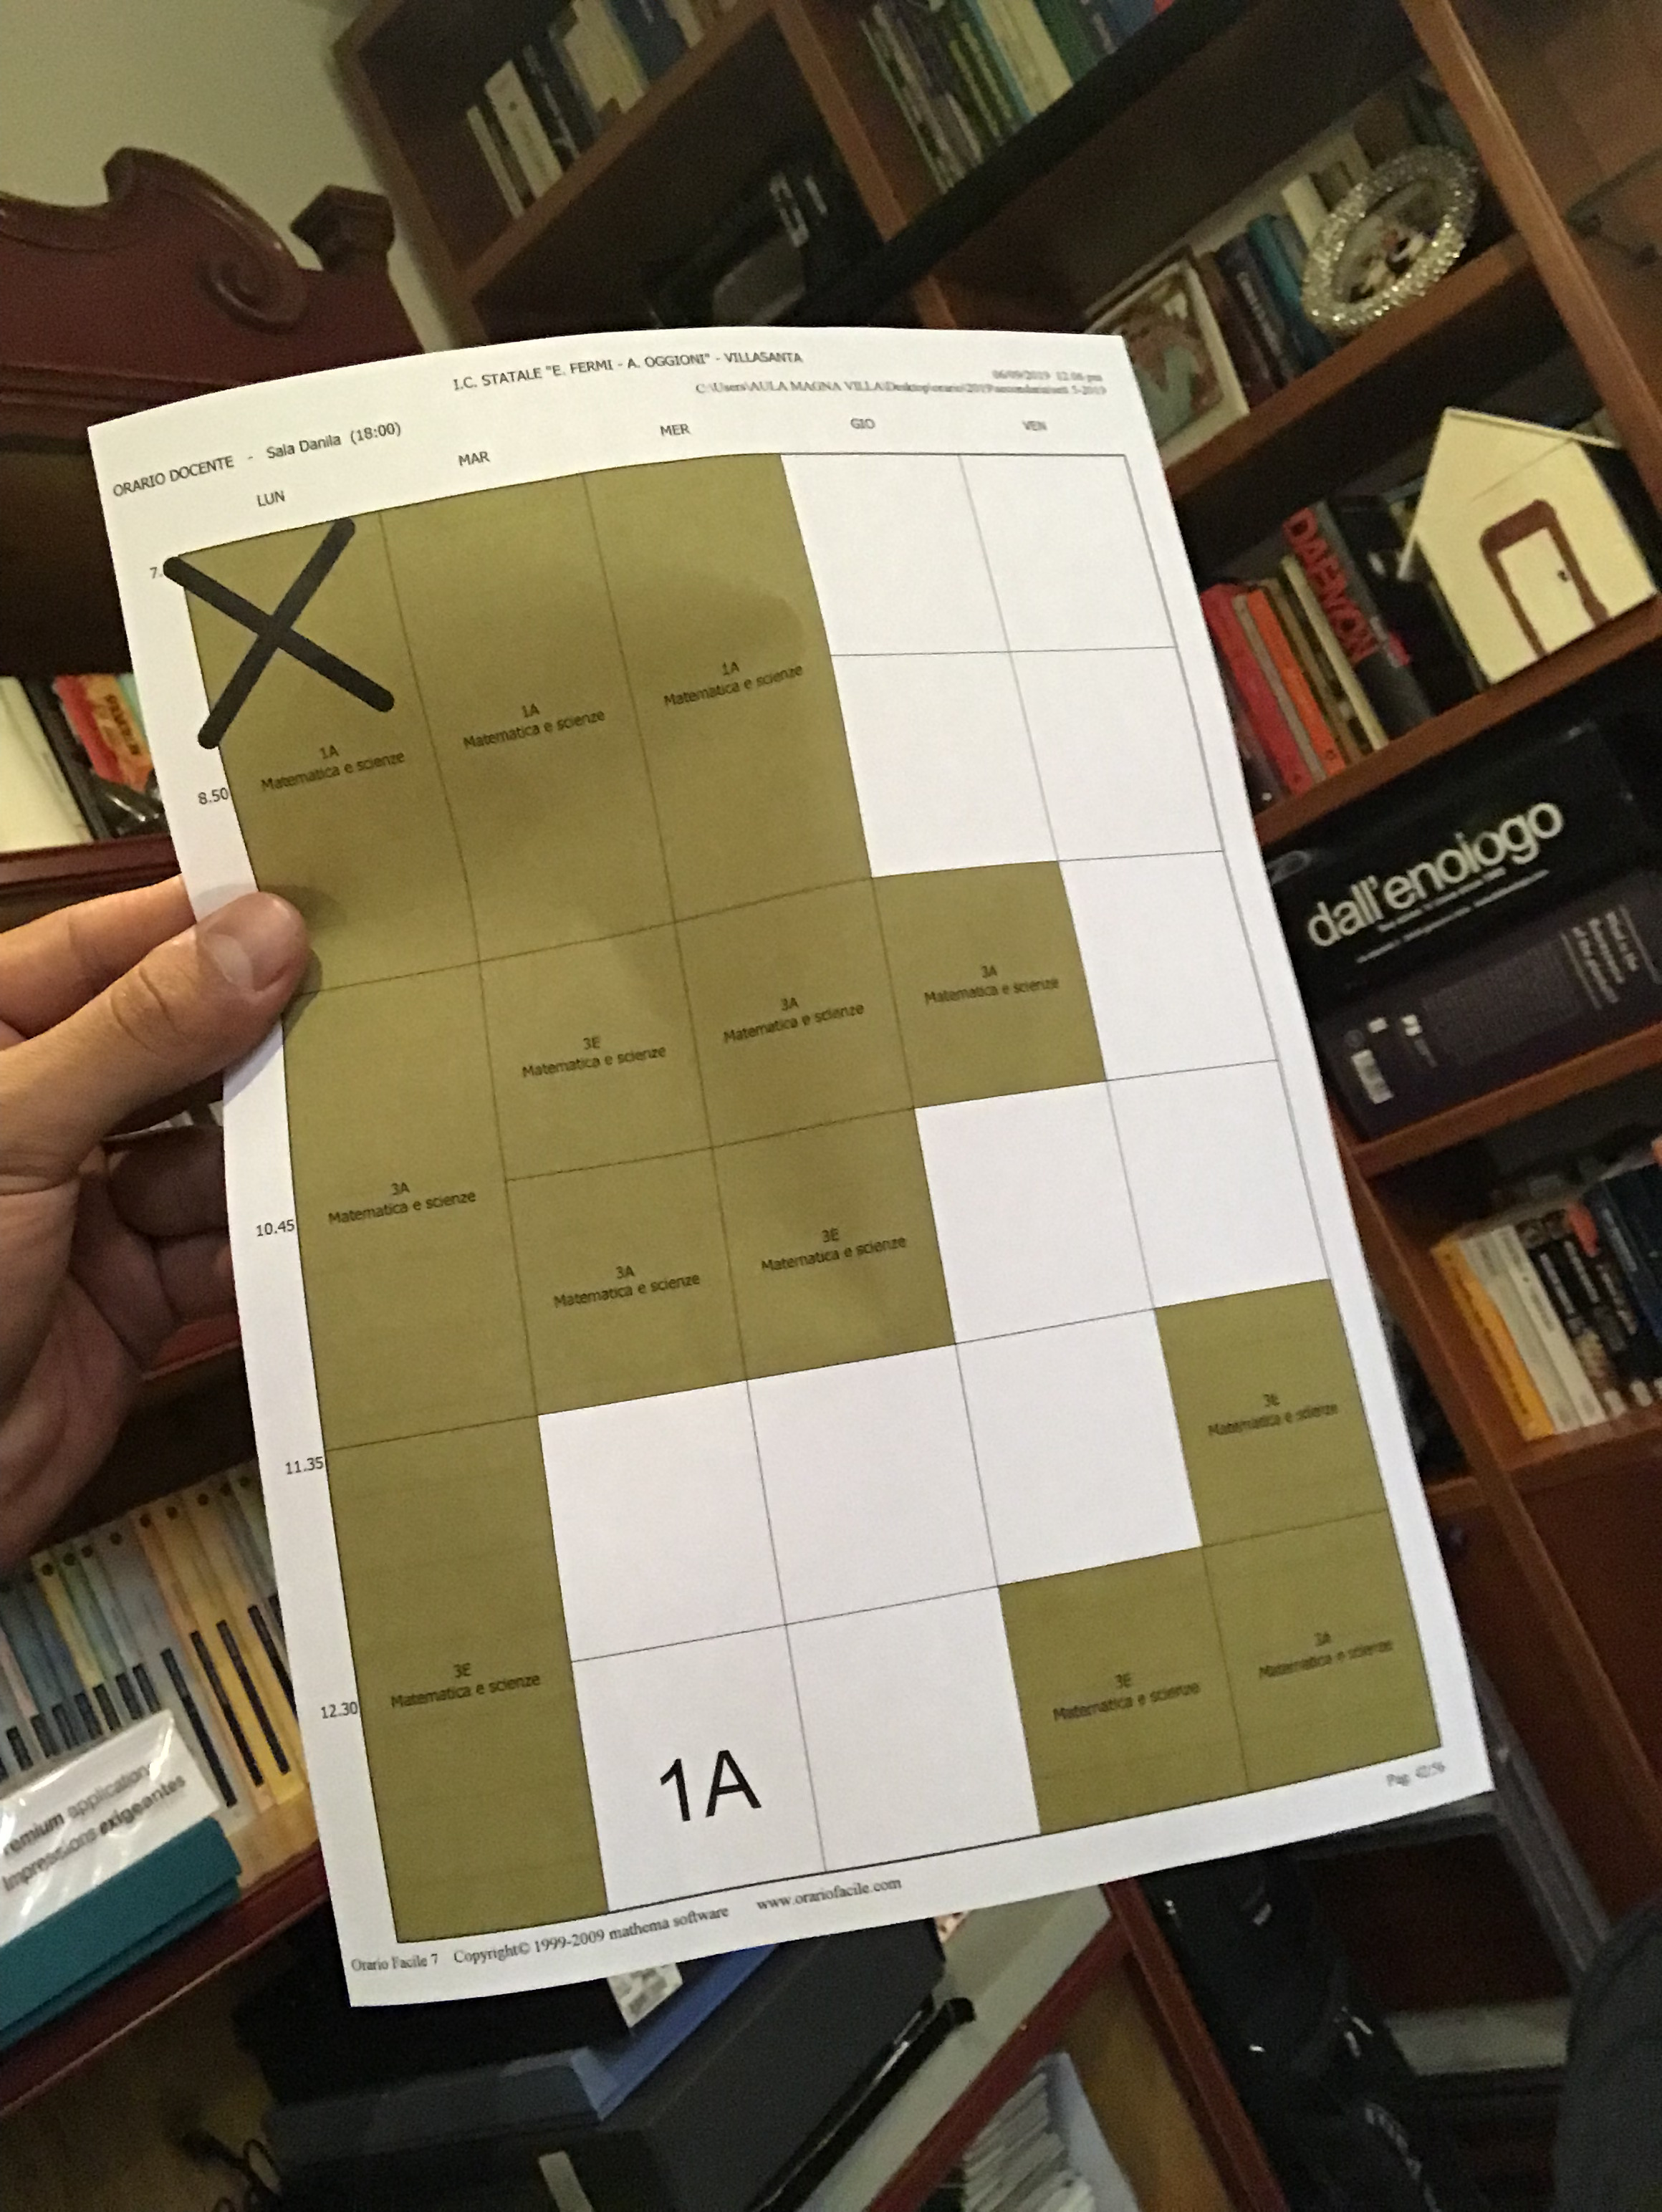 I.C. STATALE "E. FERMI - A. OGGIONI" - VILLASANTA
06/09/2019 12.06 pm
C:\Users\AULA MAGNA VILLA\Desktop\orario\2019\secondaria\sett 5-2019
ORARIO DOCENTE - Sala Danila (18:00)
LUN MAR MER GIO VEN
7.
1A
Matematica e scienze
1A
Matematica e scienze
1A
Matematica e scienze
8.50
3E
Matematica e scienze
3A
Matematica e scienze
3A
Matematica e scienze
10.45
3A
Matematica e scienze
3A
Matematica e scienze
3E
Matematica e scienze
11.35
3E
Matematica e scienze
12.30
3E
Matematica e scienze
1A
3E
Matematica e scienze
Matematica e scienze
Pag. 42/56
Orario Facile 7 Copyright© 1999-2009 mathema software www.orariofacile.com
DAEMON
dall'enologo
Premium application
Impressions exigeantes